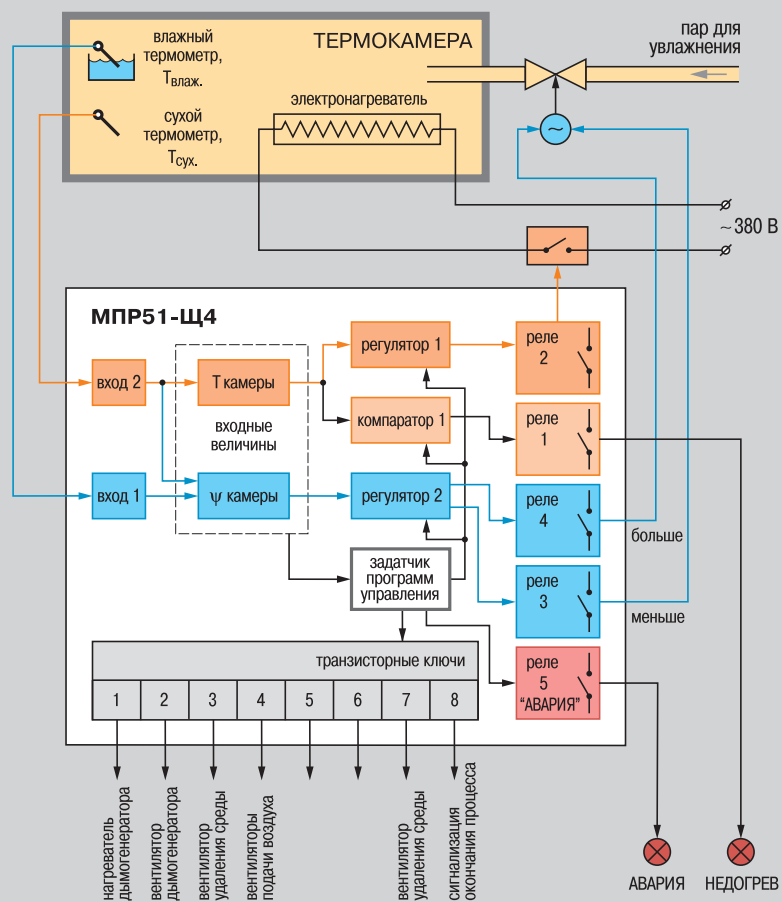 ТЕРМОКАМЕРА
влажный
термометр,
Tвлаж.
сухой
термометр,
Tсух.
электронагреватель
пар для
увлажнения
~
~380 В
МПР51-Щ4
вход 2
T камеры
входные
величины
вход 1
ψ камеры
регулятор 1
компаратор 1
регулятор 2
задатчик
программ
управления
реле
2
реле
1
реле
4
больше
реле
3
меньше
реле
5
“АВАРИЯ”
транзисторные ключи
1 2 3 4 5 6 7 8
нагреватель
дымогенератора
вентилятор
дымогенератора
вентилятор
удаления среды
вентиляторы
подачи воздуха
вентилятор
удаления среды
сигнализация
окончания процесса
АВАРИЯ
НЕДОГРЕВ